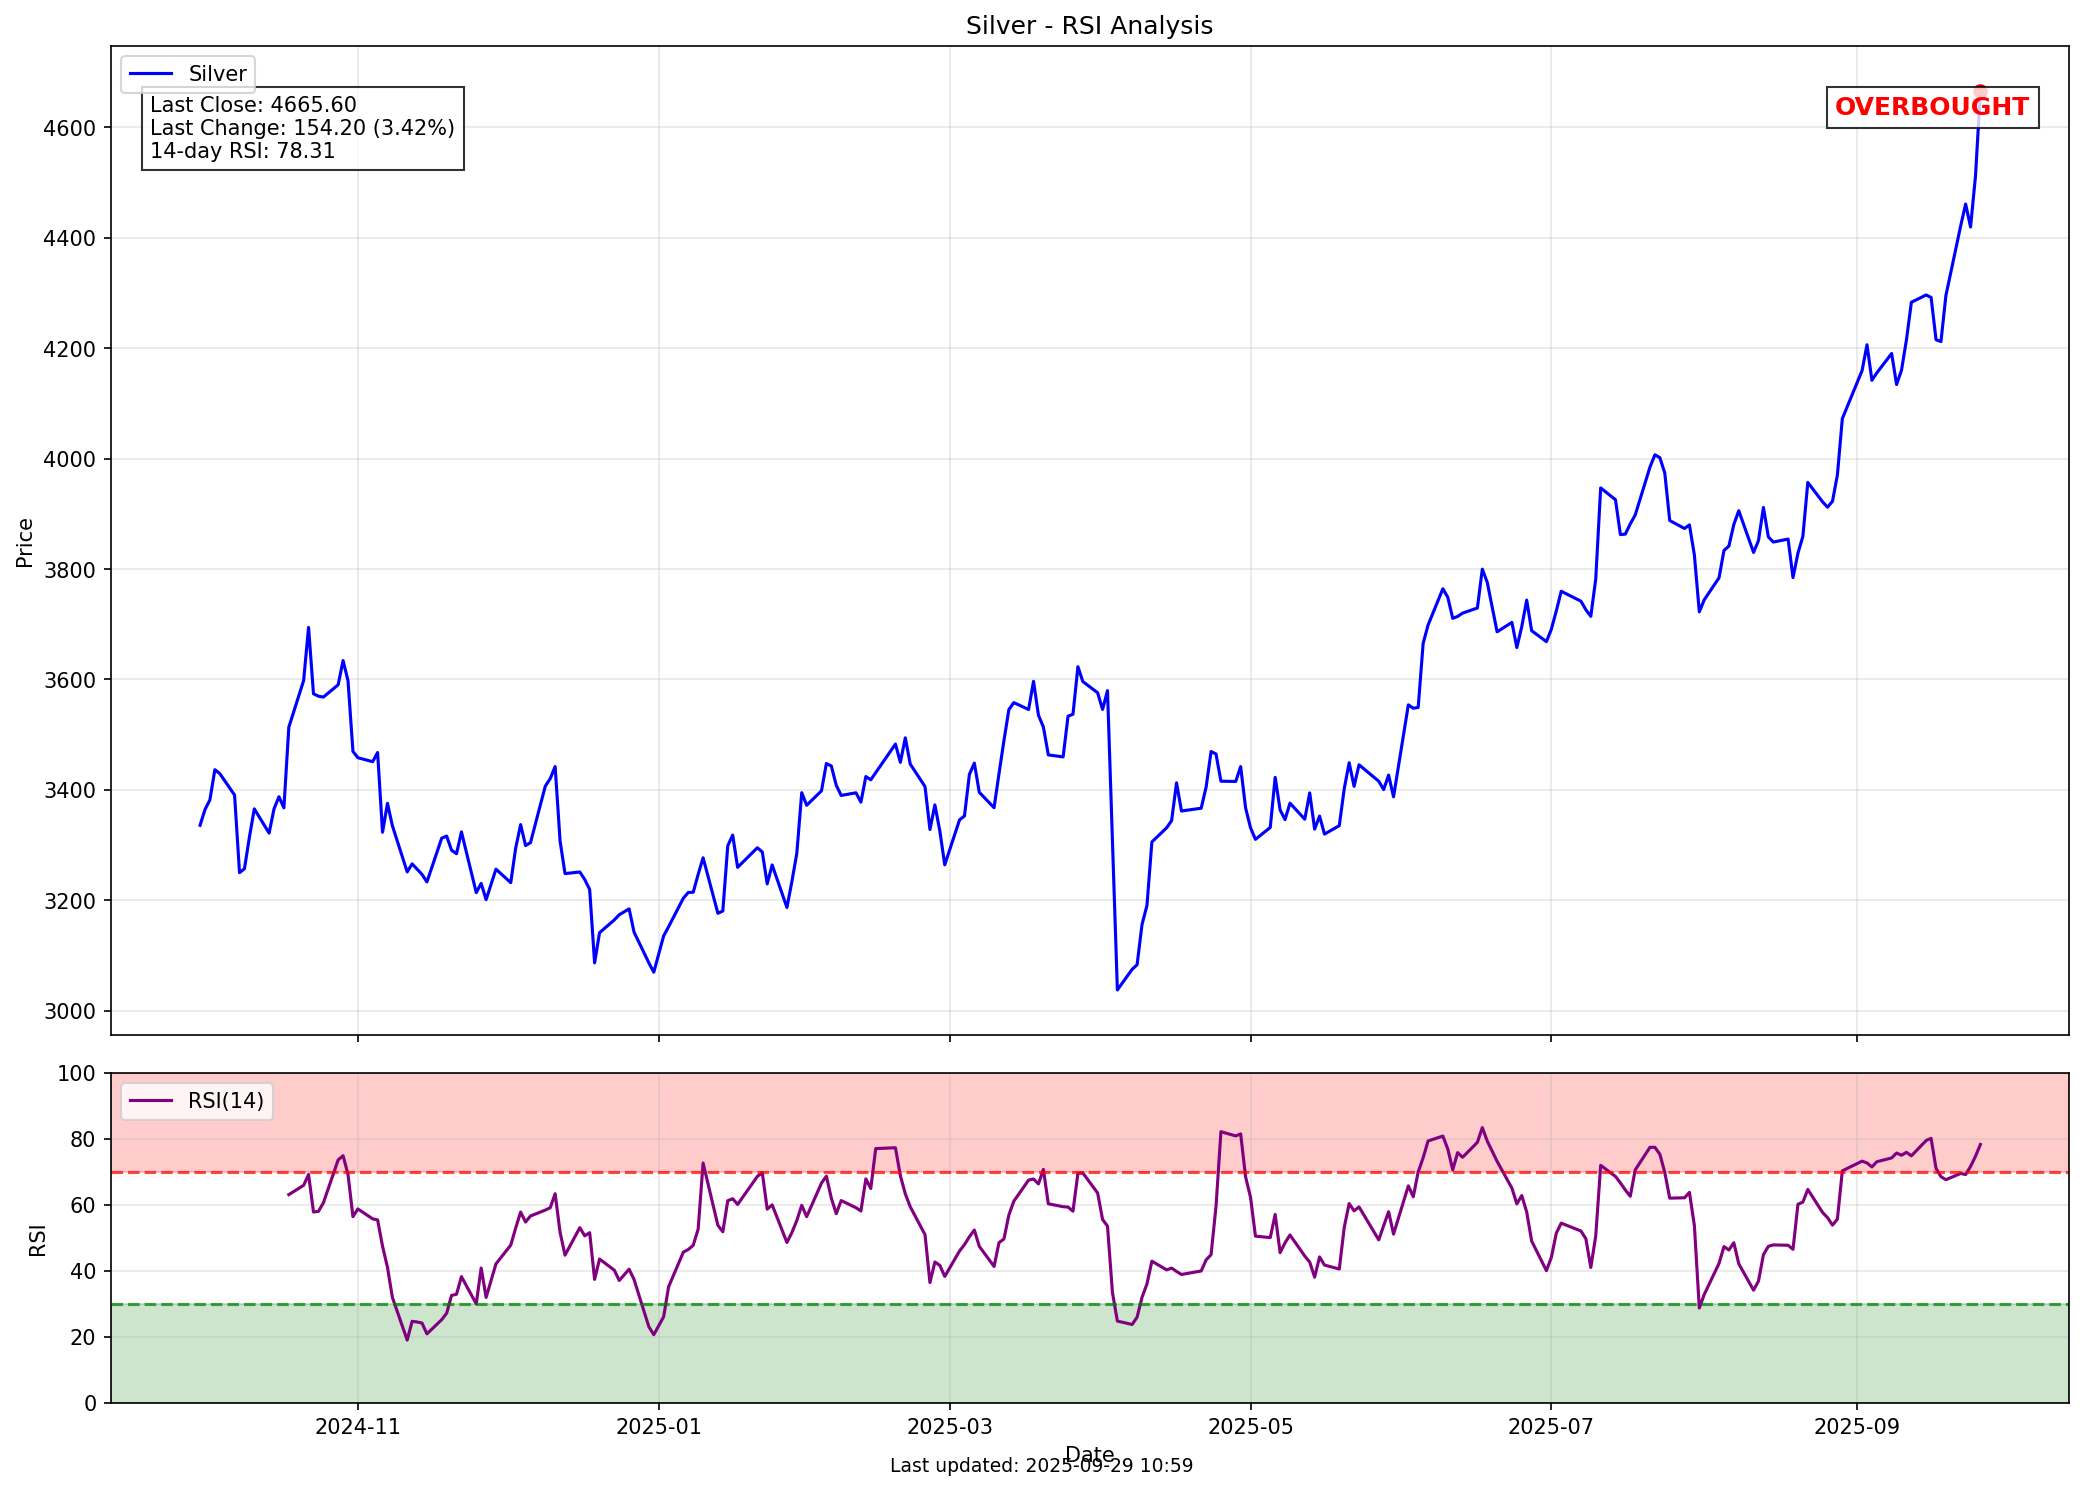 Silver - RSI Analysis
Silver
Last Close: 4665.60
Last Change: 154.20 (3.42%)
14-day RSI: 78.31
OVERBOUGHT
Price
4600
4400
4200
4000
3800
3600
3400
3200
3000
RSI(14)
RSI
100
80
60
40
20
0
2024-11
2025-01
2025-03
2025-05
2025-07
2025-09
Date
Last updated: 2025-09-29 10:59